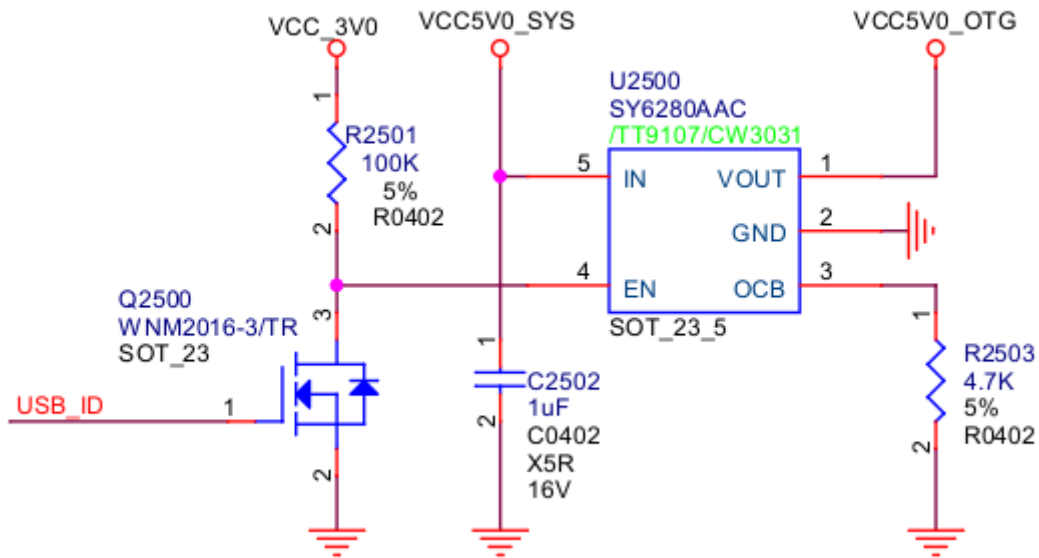 VCC_3V0
VCC5V0_SYS
VCC5V0_OTG
U2500
SY6280AAC
/TT9107/CW3031
1
R2501
100K
5%
R0402
2
5
IN
VOUT
1
GND
2
4
EN
OCB
3
SOT_23_5
Q2500
WNM2016-3/TR
SOT_23
3
USB_ID
1
2
1
C2502
1uF
C0402
X5R
16V
2
1
R2503
4.7K
5%
R0402
2